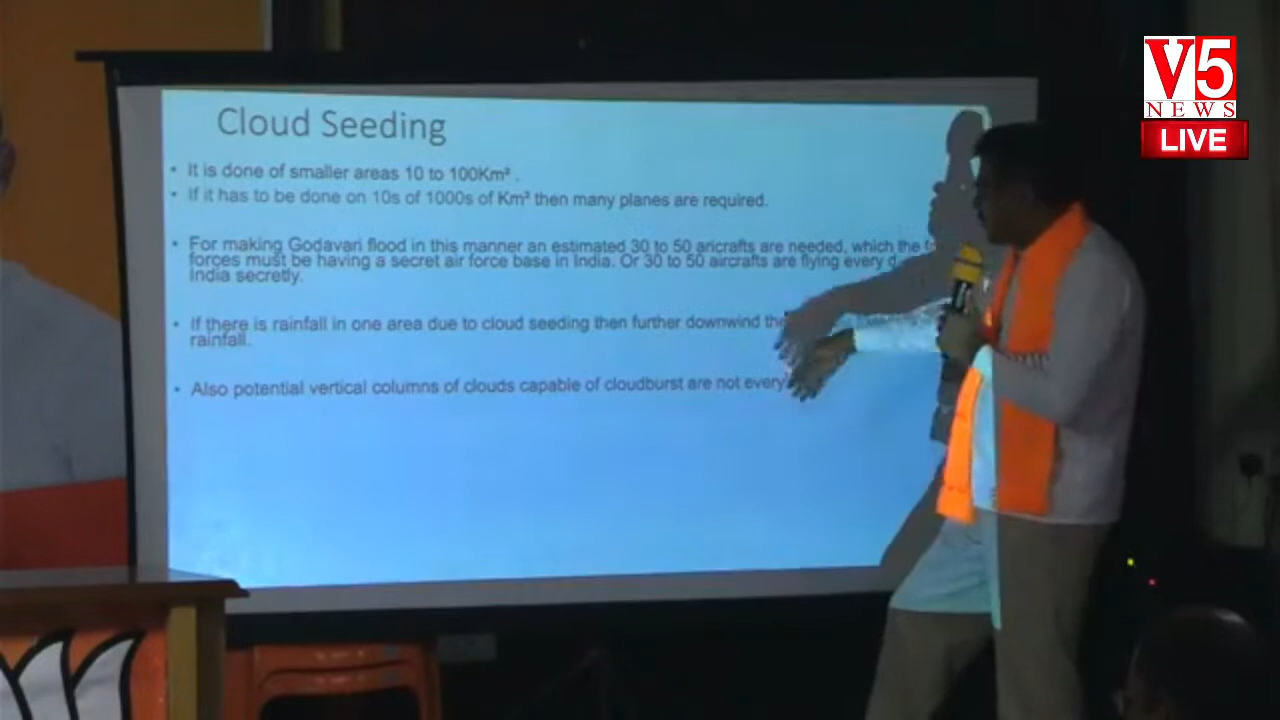 V5
NEWS
LIVE
Cloud Seeding
• It is done of smaller areas 10 to 100Km² .
• If it has to be done on 10s of 1000s of Km² then many planes are required.
• For making Godavari flood in this manner an estimated 30 to 50 aricrafts are needed, which the
forces must be having a secret air force base in India. Or 30 to 50 aircrafts are flying every
India secretly.
• If there is rainfall in one area due to cloud seeding then further downwind
rainfall.
• Also potential vertical columns of clouds capable of cloudburst are not every